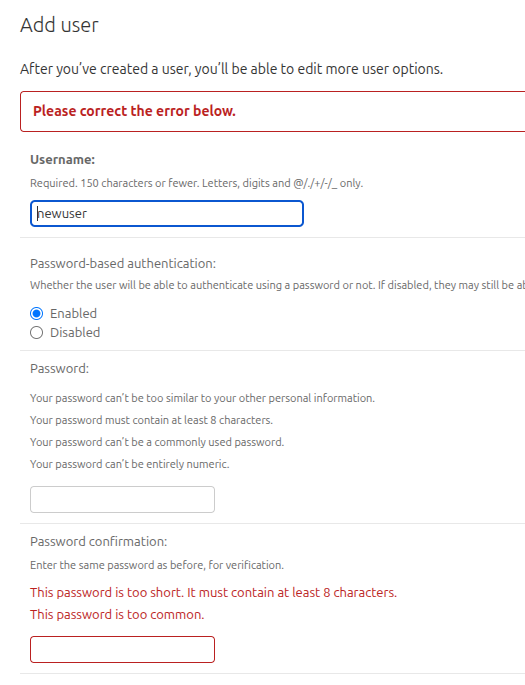 Add user
After you've created a user, you'll be able to edit more user options.
Please correct the error below.
Username:
Required. 150 characters or fewer. Letters, digits and @/./+/-/_ only.
newuser
Password-based authentication:
Whether the user will be able to authenticate using a password or not. If disabled, they may still be
Enabled
Disabled
Password:
Your password can't be too similar to your other personal information.
Your password must contain at least 8 characters.
Your password can't be a commonly used password.
Your password can't be entirely numeric.
Password confirmation:
Enter the same password as before, for verification.
This password is too short. It must contain at least 8 characters.
This password is too common.